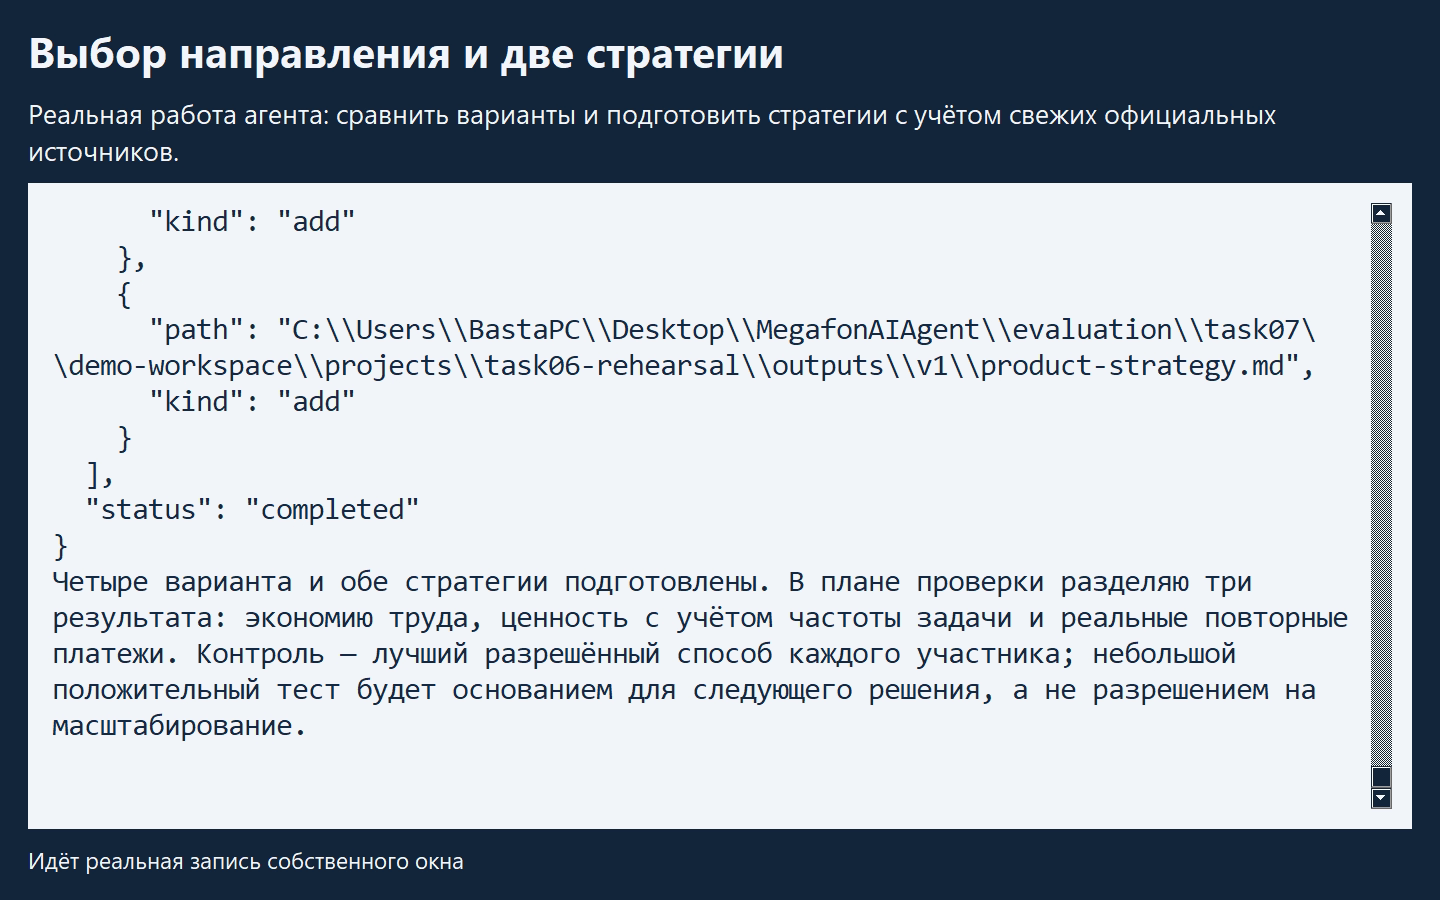 Выбор направления и две стратегии
Реальная работа агента: сравнить варианты и подготовить стратегии с учётом свежих официальных
источников.
      "kind": "add"
    },
    {
      "path": "C:\\Users\\BastaPC\\Desktop\\MegafonAIAgent\\evaluation\\task07\
\demo-workspace\\projects\\task06-rehearsal\\outputs\\v1\\product-strategy.md",
      "kind": "add"
    }
  ],
  "status": "completed"
}
Четыре варианта и обе стратегии подготовлены. В плане проверки разделяю три
результата: экономию труда, ценность с учётом частоты задачи и реальные повторные
платежи. Контроль — лучший разрешённый способ каждого участника; небольшой
положительный тест будет основанием для следующего решения, а не разрешением на
масштабирование.
Идёт реальная запись собственного окна